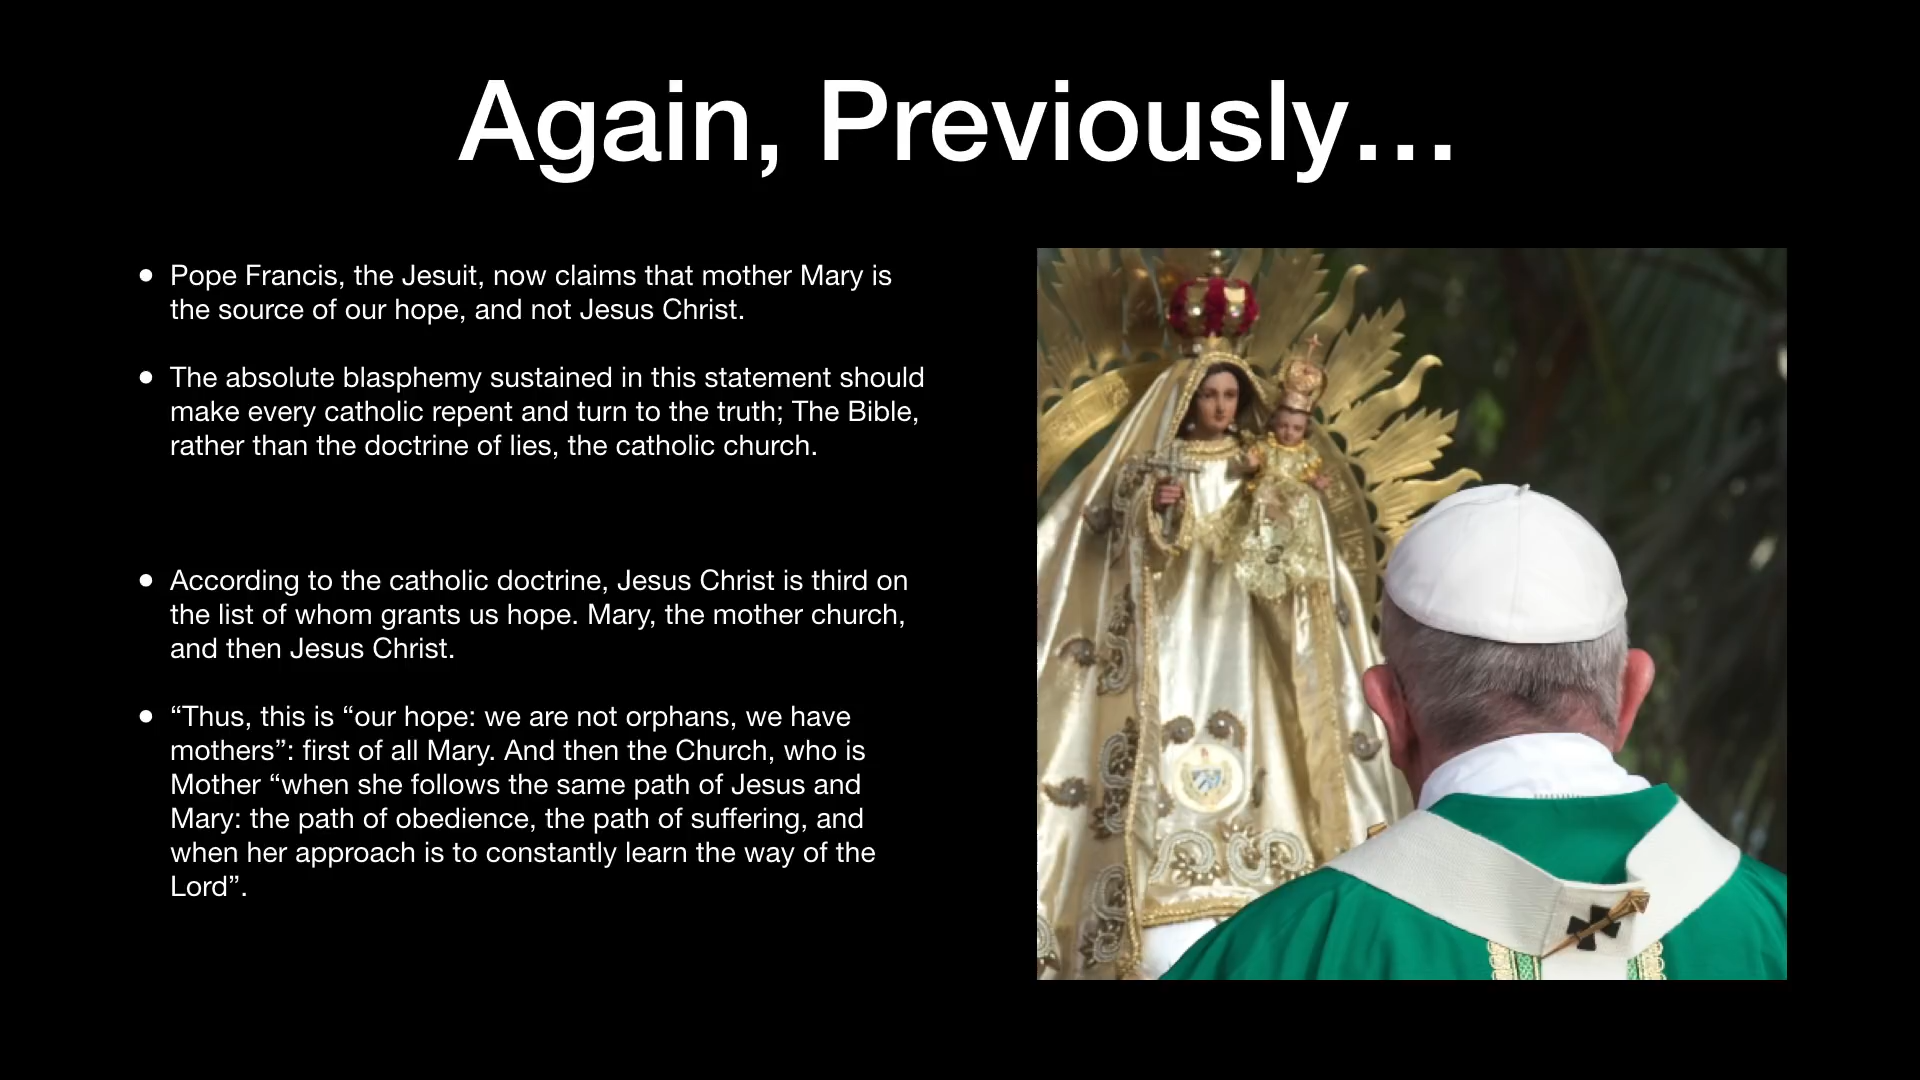 Again, Previously…
• Pope Francis, the Jesuit, now claims that mother Mary is
the source of our hope, and not Jesus Christ.
• The absolute blasphemy sustained in this statement should
make every catholic repent and turn to the truth; The Bible,
rather than the doctrine of lies, the catholic church.
• According to the catholic doctrine, Jesus Christ is third on
the list of whom grants us hope. Mary, the mother church,
and then Jesus Christ.
• “Thus, this is “our hope: we are not orphans, we have
mothers”: first of all Mary. And then the Church, who is
Mother “when she follows the same path of Jesus and
Mary: the path of obedience, the path of suffering, and
when her approach is to constantly learn the way of the
Lord”.